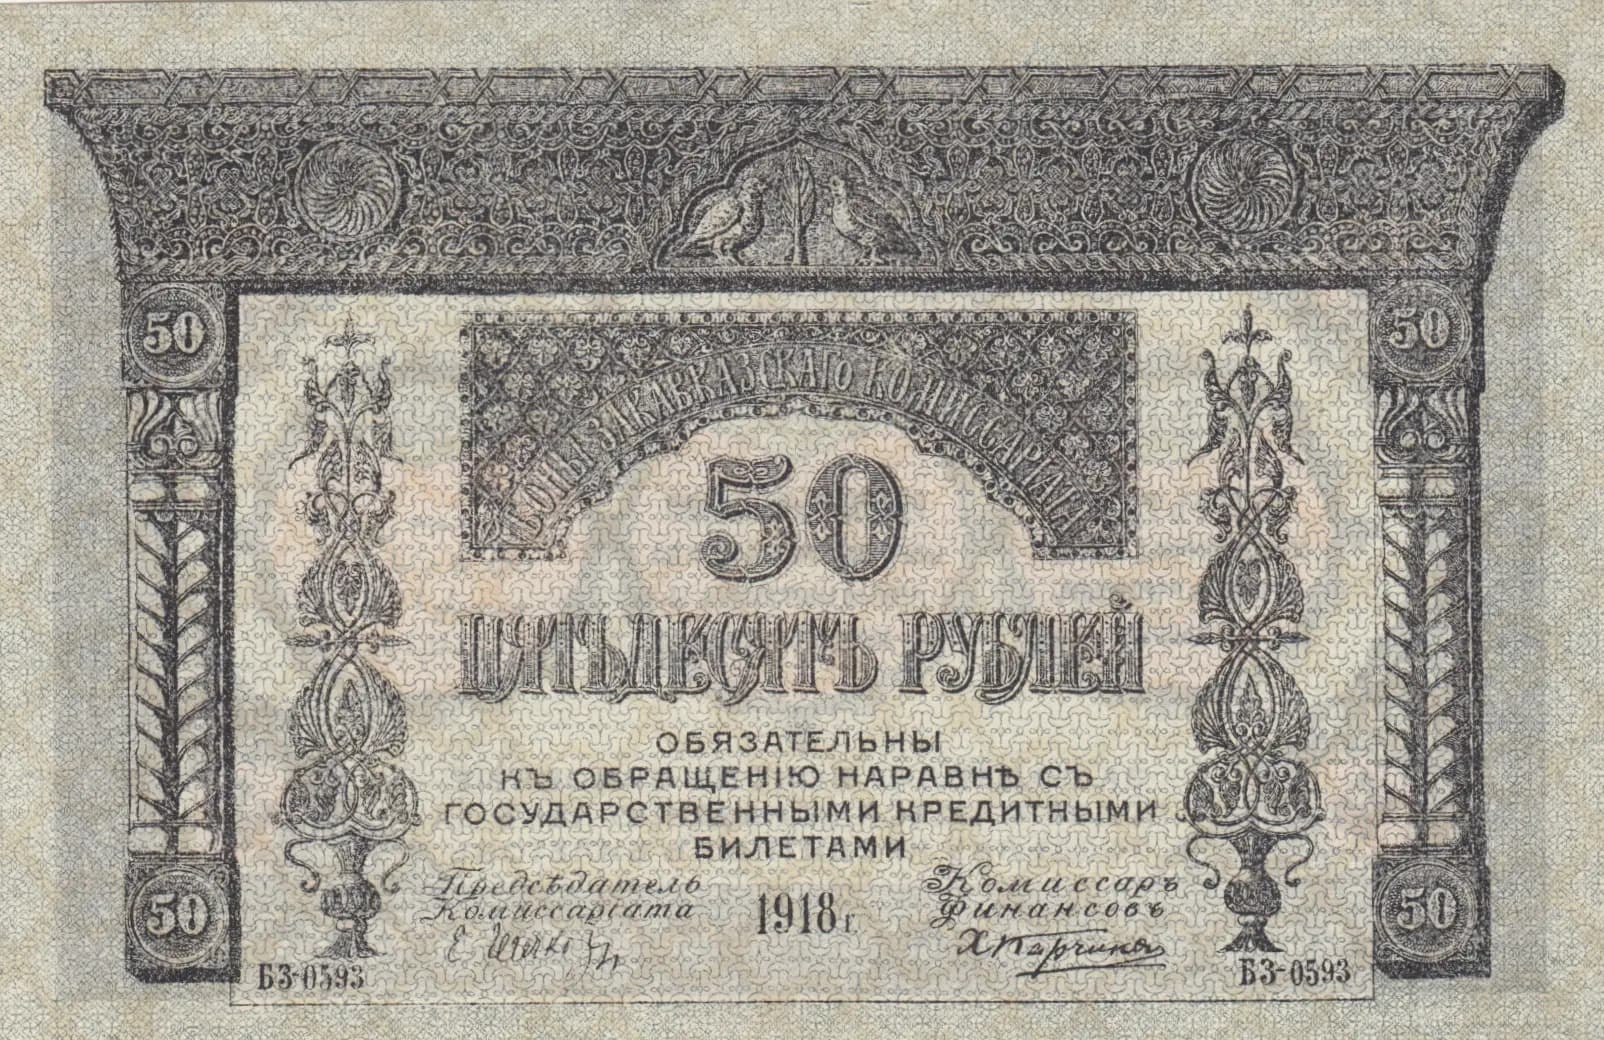 БОНЫ ЗАКАВКАЗСКАГО КОМИССАРІАТА
50 50
50
ПЯТЬДЕСЯТЬ РУБЛЕЙ
ОБЯЗАТЕЛЬНЫ
КЪ ОБРАЩЕНІЮ НАРАВНѢ СЪ
ГОСУДАРСТВЕННЫМИ КРЕДИТНЫМИ
БИЛЕТАМИ
Предсѣдатель
Комиссаріата
1918 г.
Комиссаръ
Финансовъ
50 50
БЗ-0593 БЗ-0593